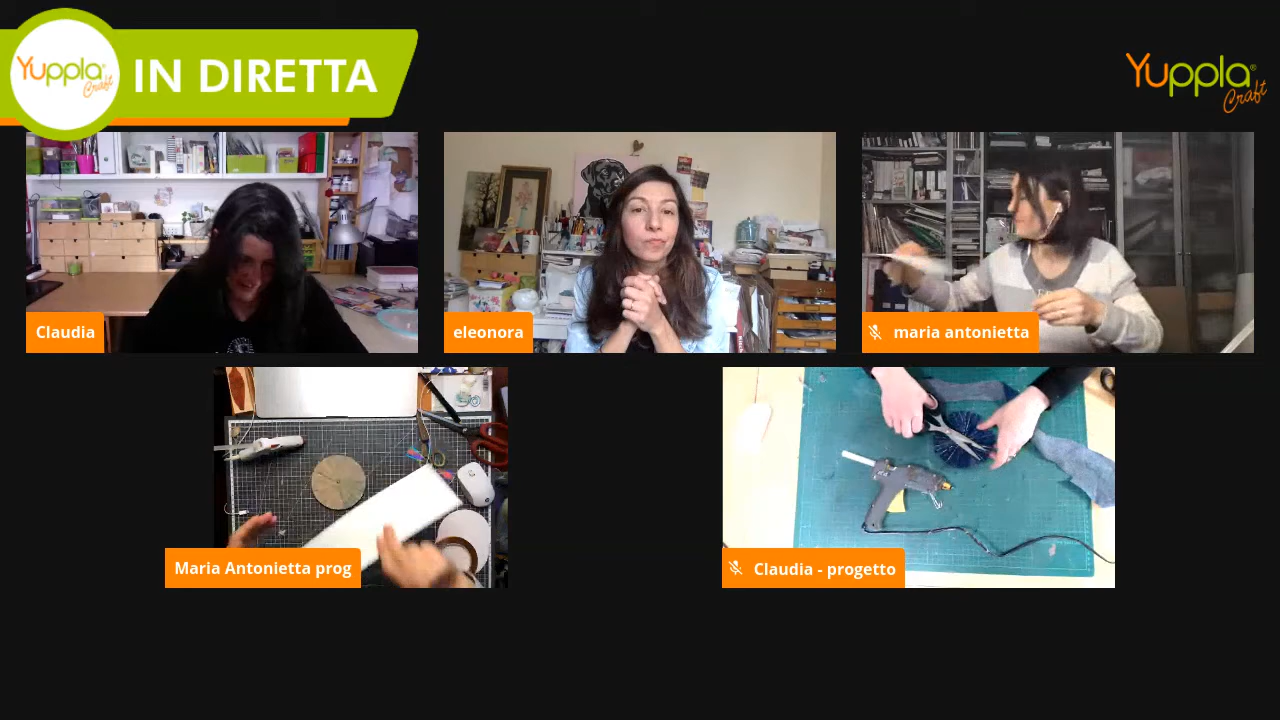 Yuppla®
Craft
IN DIRETTA
Yuppla®
Craft
Claudia
eleonora
maria antonietta
Maria Antonietta prog
Claudia - progetto